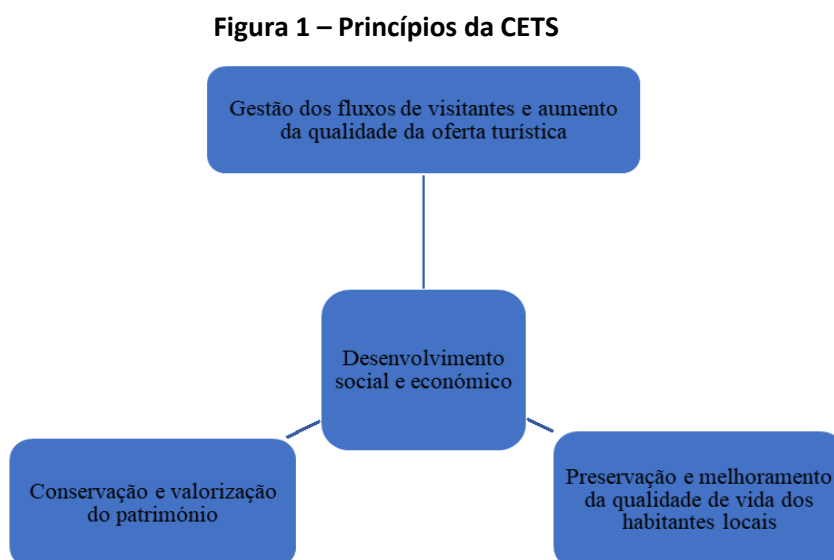 Figura 1 – Princípios da CETS
Gestão dos fluxos de visitantes e aumento
da qualidade da oferta turística
Desenvolvimento
social e económico
Conservação e valorização
do património
Preservação e melhoramento
da qualidade de vida dos
habitantes locais